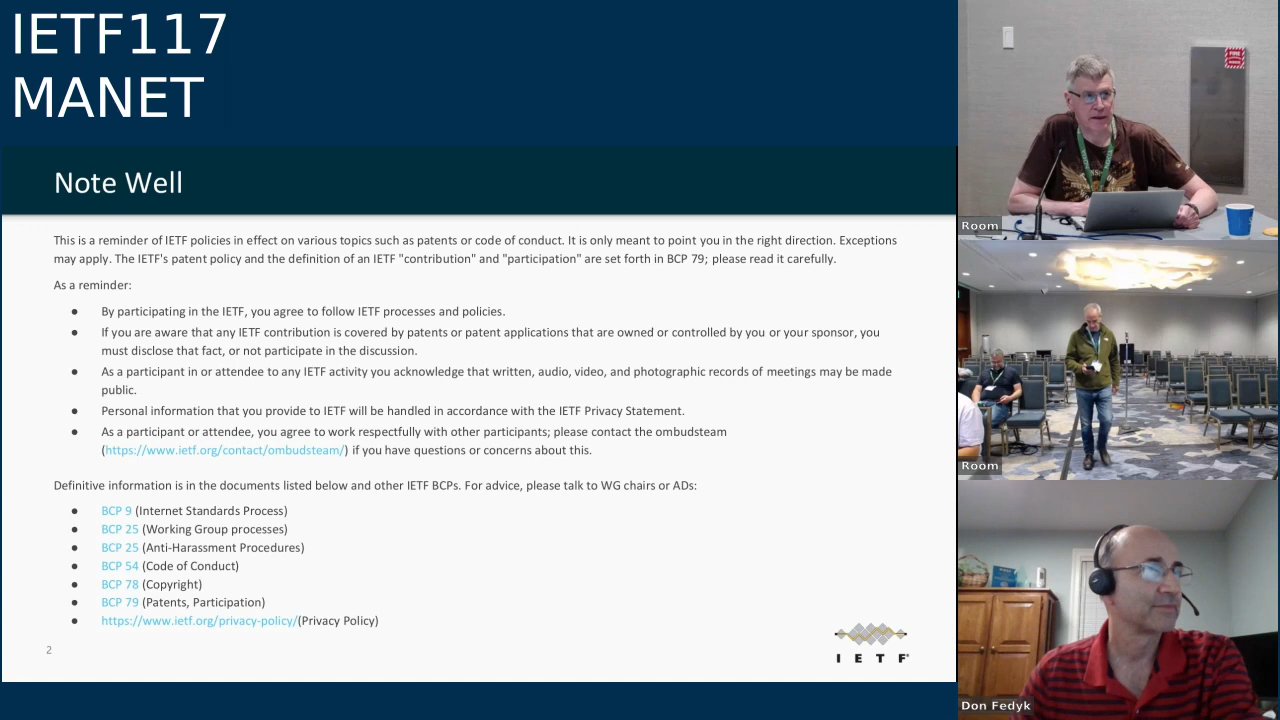 IETF117
MANET
Note Well
This is a reminder of IETF policies in effect on various topics such as patents or code of conduct. It is only meant to point you in the right direction. Exceptions
may apply. The IETF's patent policy and the definition of an IETF "contribution" and "participation" are set forth in BCP 79; please read it carefully.
As a reminder:
● By participating in the IETF, you agree to follow IETF processes and policies.
● If you are aware that any IETF contribution is covered by patents or patent applications that are owned or controlled by you or your sponsor, you
must disclose that fact, or not participate in the discussion.
● As a participant in or attendee to any IETF activity you acknowledge that written, audio, video, and photographic records of meetings may be made
public.
● Personal information that you provide to IETF will be handled in accordance with the IETF Privacy Statement.
● As a participant or attendee, you agree to work respectfully with other participants; please contact the ombudsteam
(https://www.ietf.org/contact/ombudsteam/) if you have questions or concerns about this.
Definitive information is in the documents listed below and other IETF BCPs. For advice, please talk to WG chairs or ADs:
● BCP 9 (Internet Standards Process)
● BCP 25 (Working Group processes)
● BCP 25 (Anti-Harassment Procedures)
● BCP 54 (Code of Conduct)
● BCP 78 (Copyright)
● BCP 79 (Patents, Participation)
● https://www.ietf.org/privacy-policy/(Privacy Policy)
2
I E T F
Room
Room
Don Fedyk